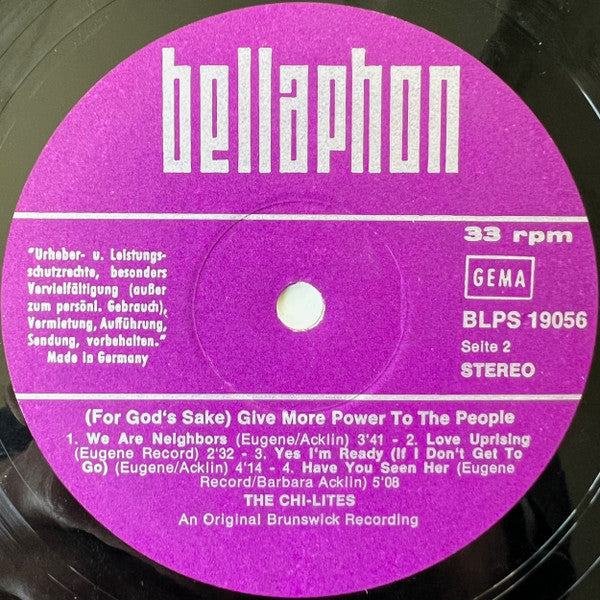 bellaphon
33 rpm
GEMA
BLPS 19056
Seite 2
STEREO
"Urheber- u. Leistungs-
schutzrechte, besonders
Vervielfältigung (außer
zum persönl. Gebrauch),
Vermietung, Aufführung,
Sendung, vorbehalten."
Made in Germany
(For God's Sake) Give More Power To The People
1. We Are Neighbors (Eugene/Acklin) 3'41 - 2. Love Uprising
(Eugene Record) 2'32 - 3. Yes I'm Ready (If I Don't Get To
Go) (Eugene/Acklin) 4'14 - 4. Have You Seen Her (Eugene
Record/Barbara Acklin) 5'08
THE CHI-LITES
An Original Brunswick Recording